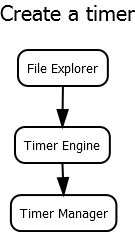 Create a timer
File Explorer
Timer Engine
Timer Manager